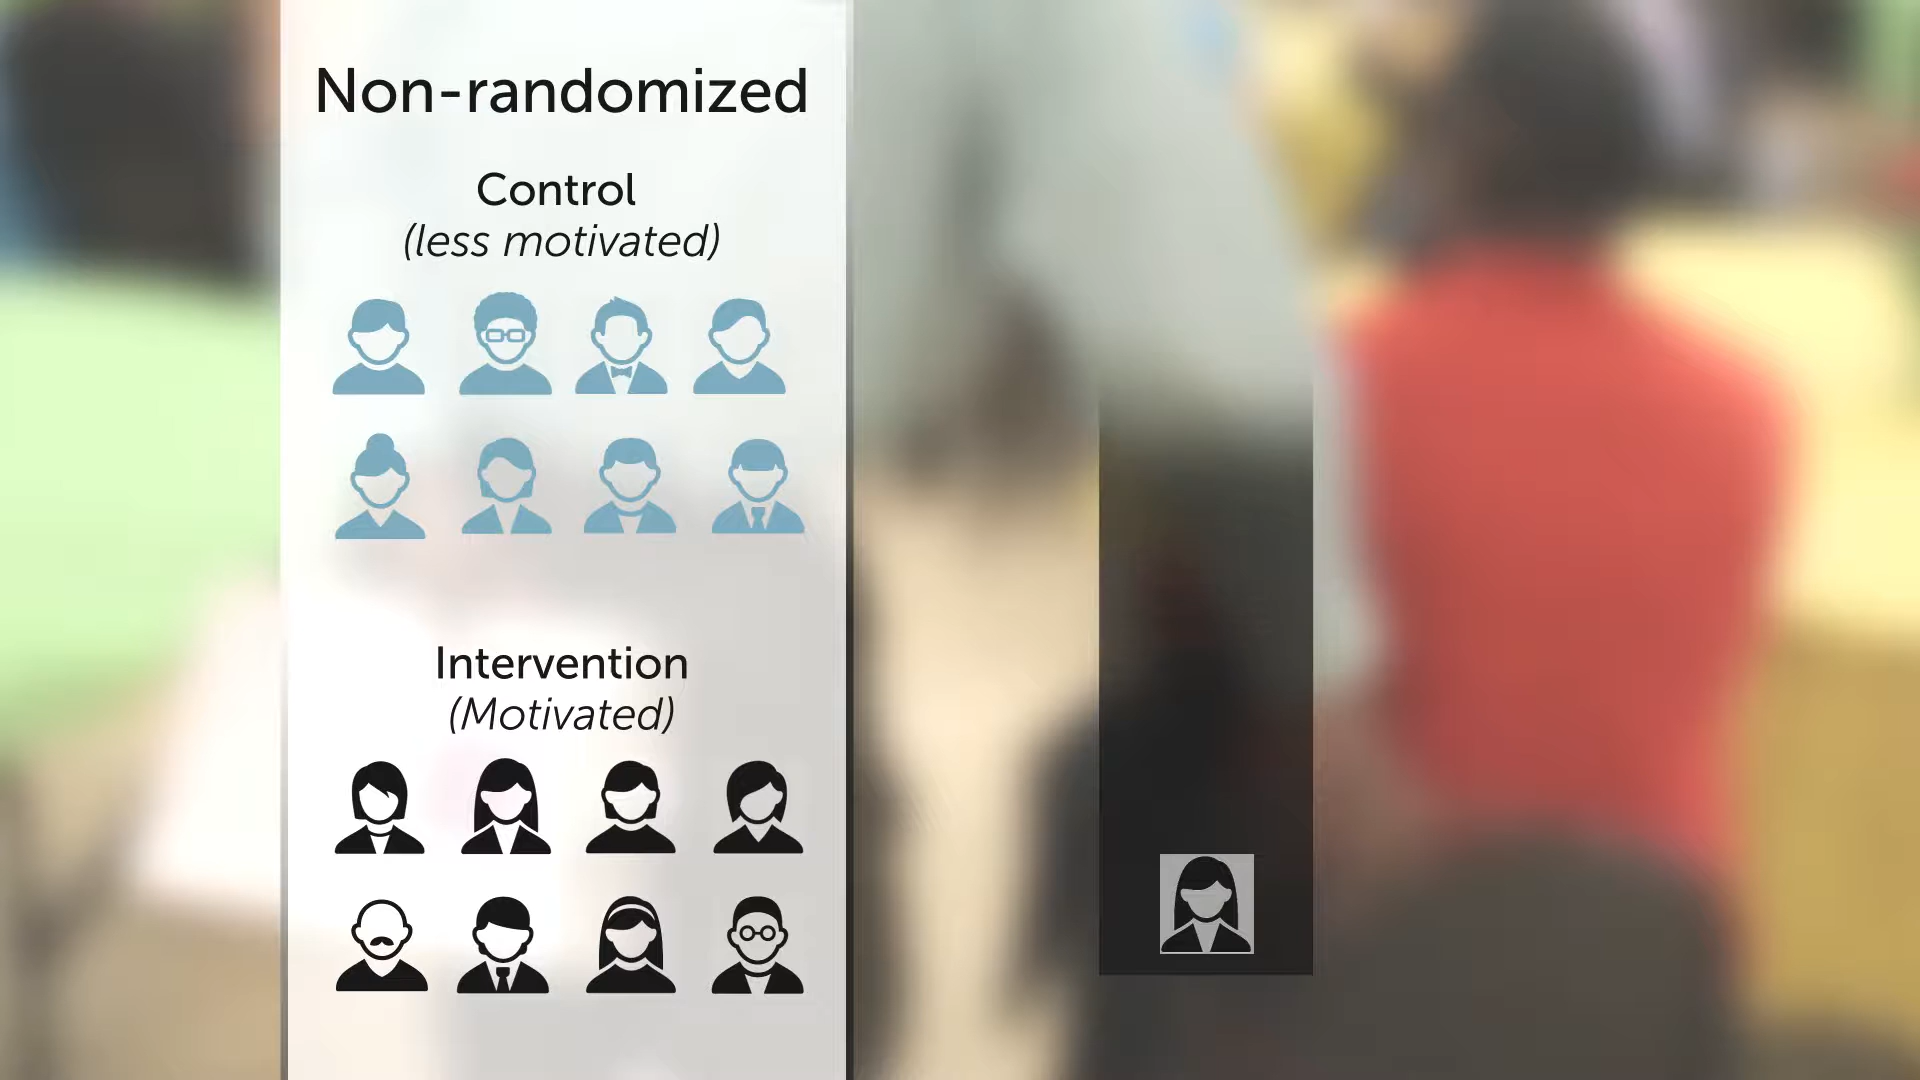 Non-randomized
Control
(less motivated)
Intervention
(Motivated)